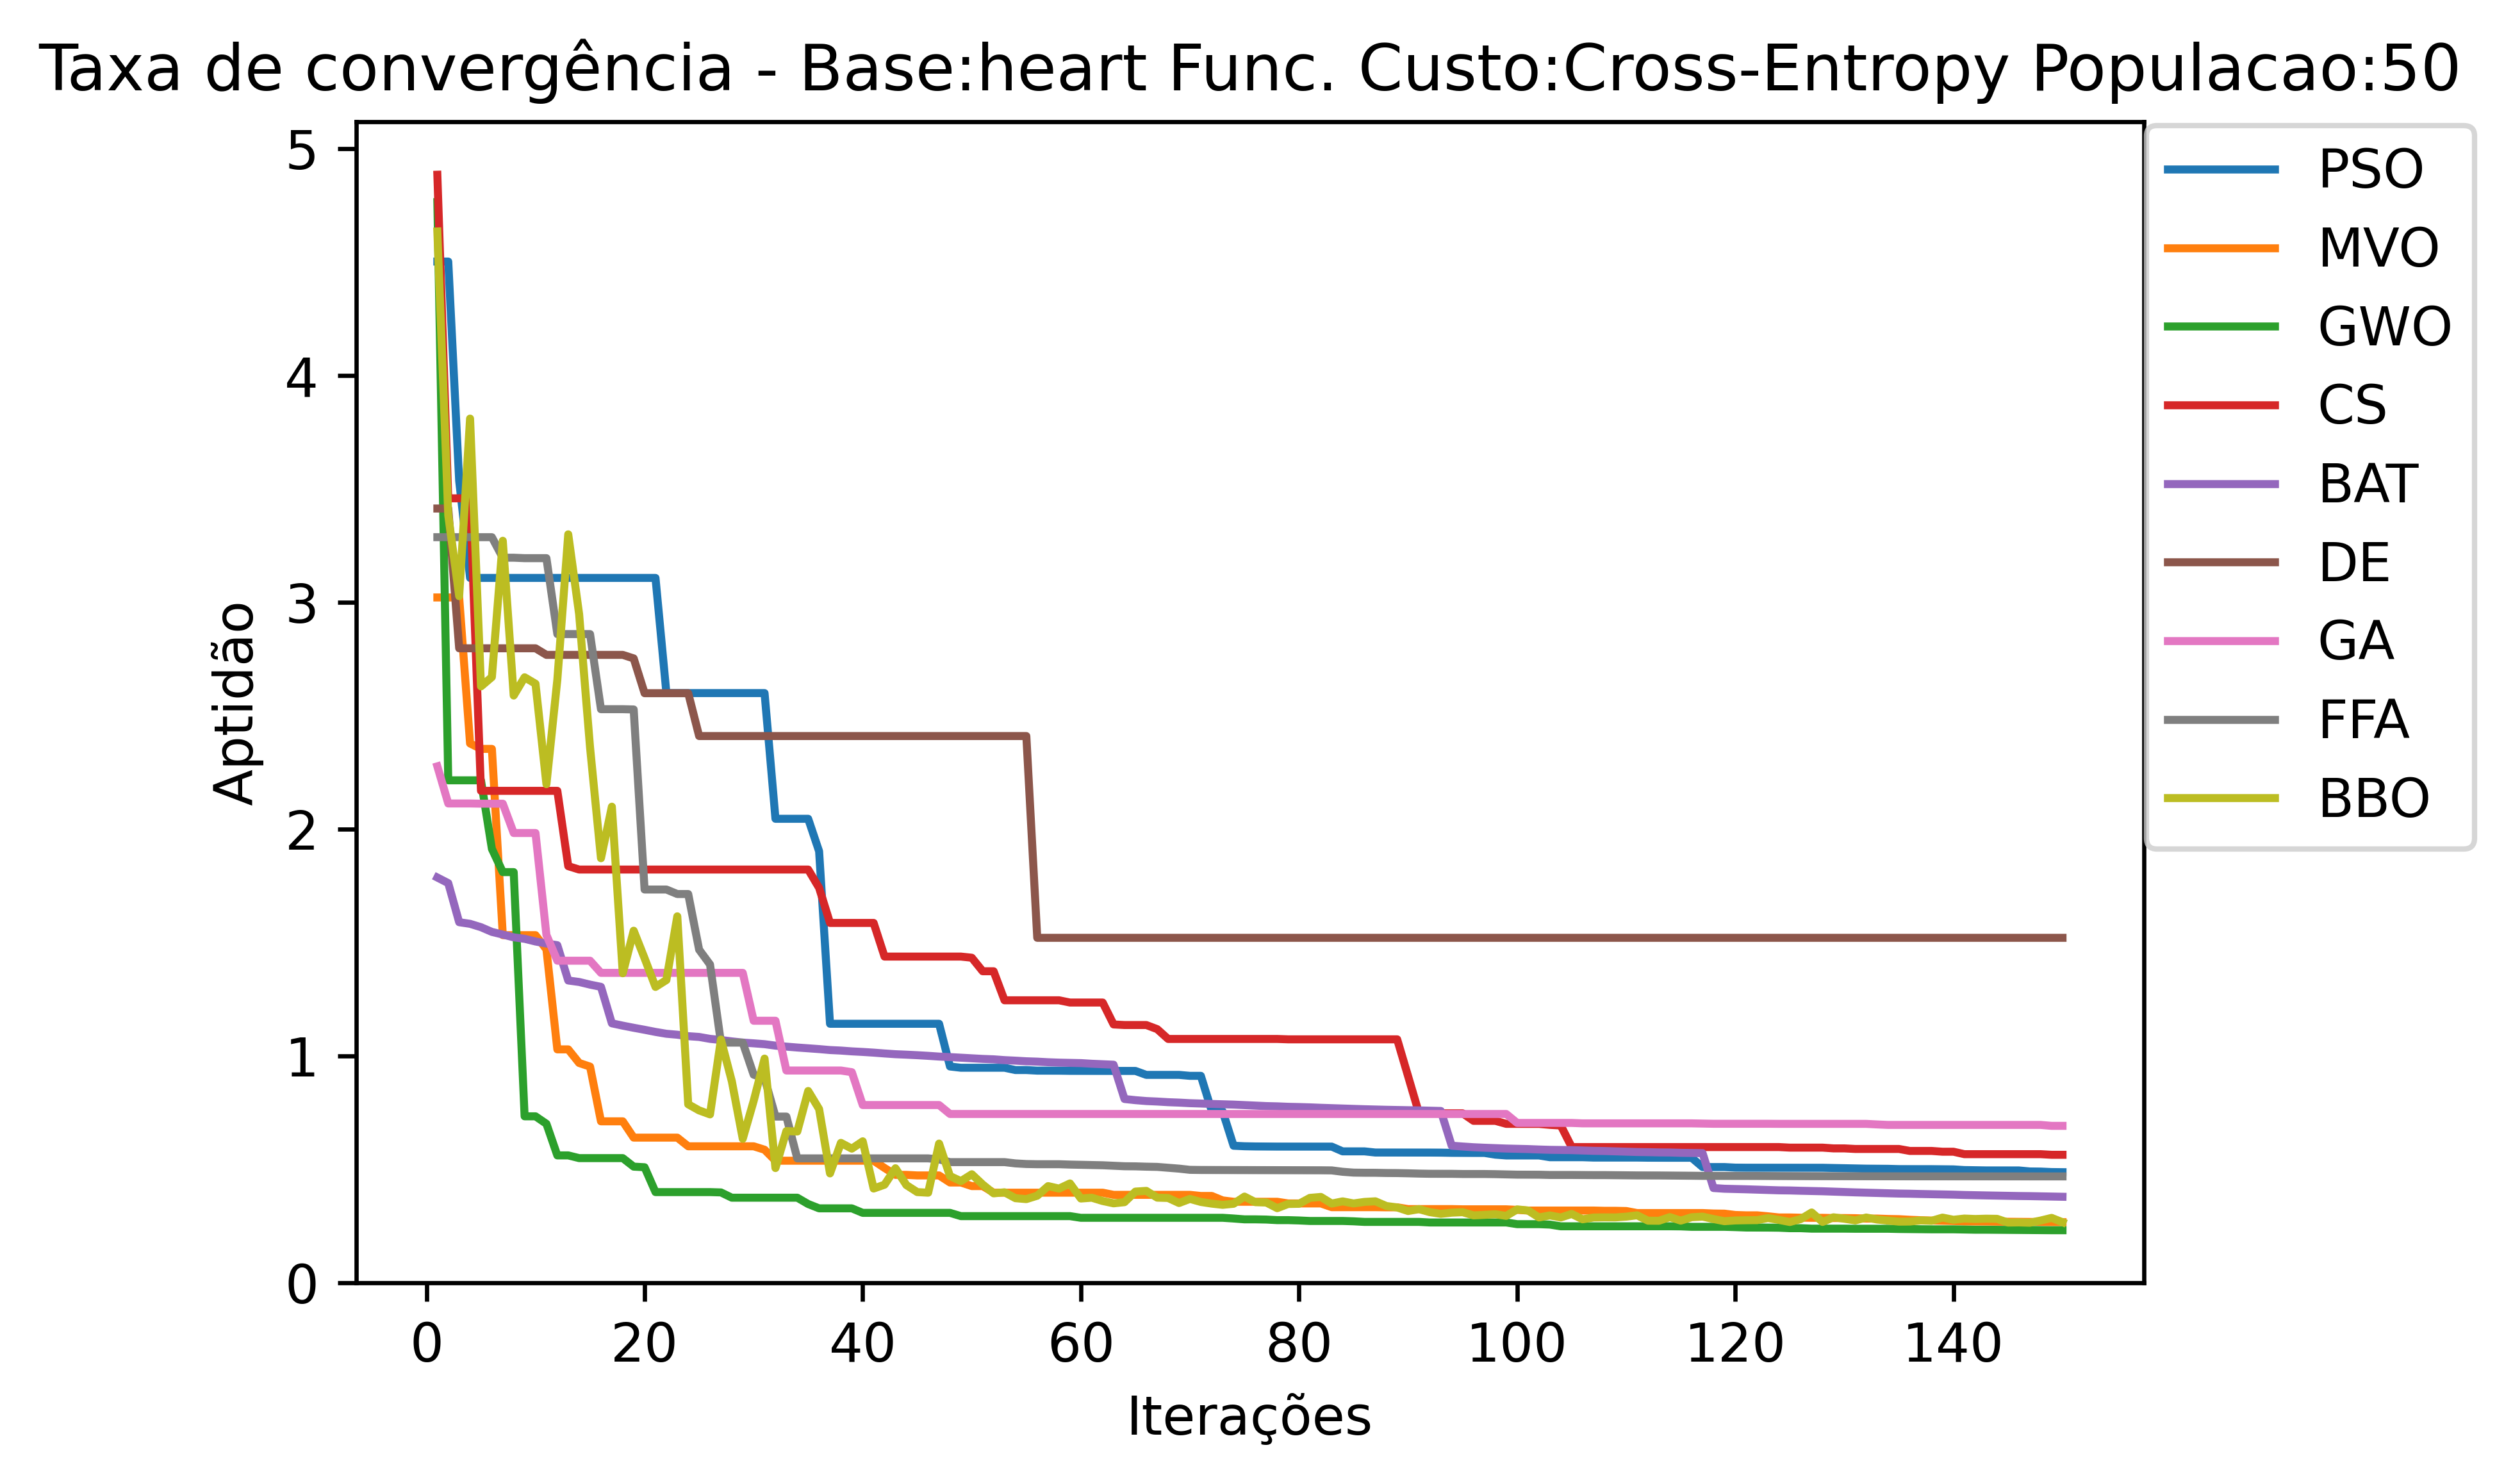 Taxa de convergência - Base:heart Func. Custo:Cross-Entropy Populacao:50
5
4
3
2
1
0
Aptidão
0 20 40 60 80 100 120 140
Iterações
PSO
MVO
GWO
CS
BAT
DE
GA
FFA
BBO